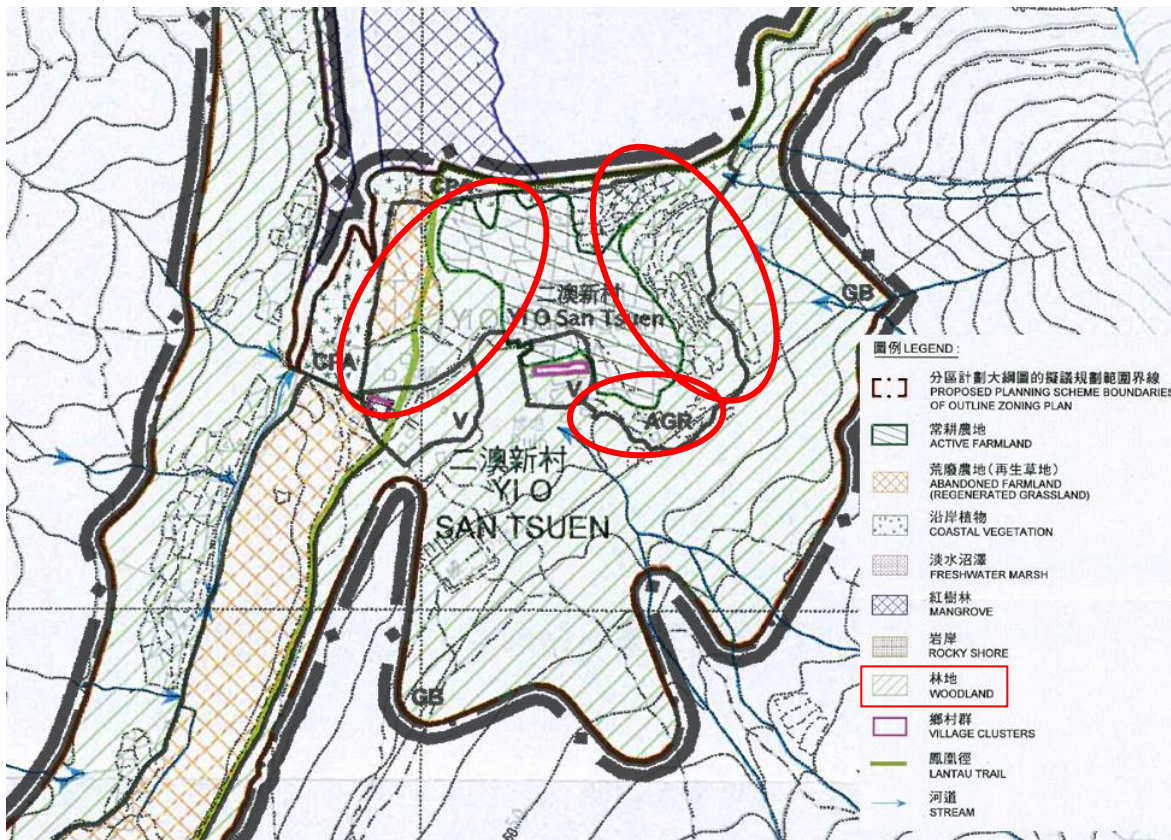 CPA
GB
二澳新村
YI O
YI O San Tsuen
CPA
V
V
AGR
二澳新村
YI O
SAN TSUEN
GB
圖例 LEGEND :
分區計劃大綱圖的擬議規劃範圍界線
PROPOSED PLANNING SCHEME BOUNDARIES
OF OUTLINE ZONING PLAN
常耕農地
ACTIVE FARMLAND
荒廢農地(再生草地)
ABANDONED FARMLAND
(REGENERATED GRASSLAND)
沿岸植物
COASTAL VEGETATION
淡水沼澤
FRESHWATER MARSH
紅樹林
MANGROVE
岩岸
ROCKY SHORE
林地
WOODLAND
鄉村群
VILLAGE CLUSTERS
鳳凰徑
LANTAU TRAIL
河道
STREAM